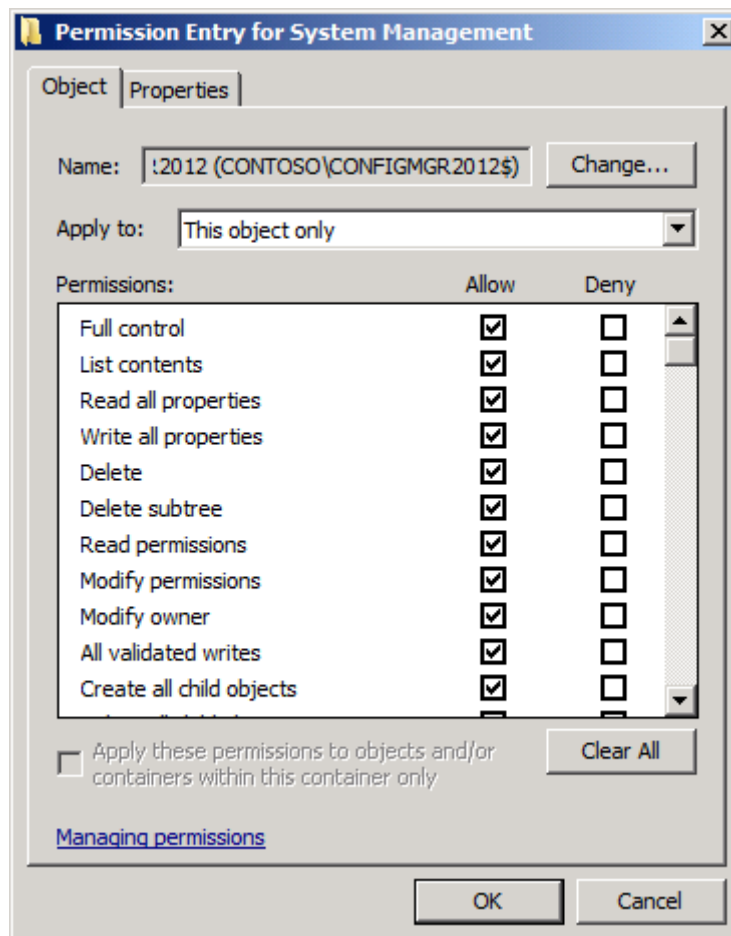 Permission Entry for System Management
Object
Properties
Name:
!2012 (CONTOSO\CONFIGMGR2012$)
Change...
Apply to:
This object only
Permissions:
Allow
Deny
Full control
List contents
Read all properties
Write all properties
Delete
Delete subtree
Read permissions
Modify permissions
Modify owner
All validated writes
Create all child objects
Apply these permissions to objects and/or
containers within this container only
Clear All
Managing permissions
OK
Cancel